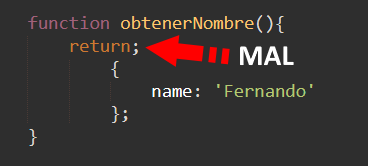 function obtenerNombre(){
return; MAL
{
name: 'Fernando'
};
}